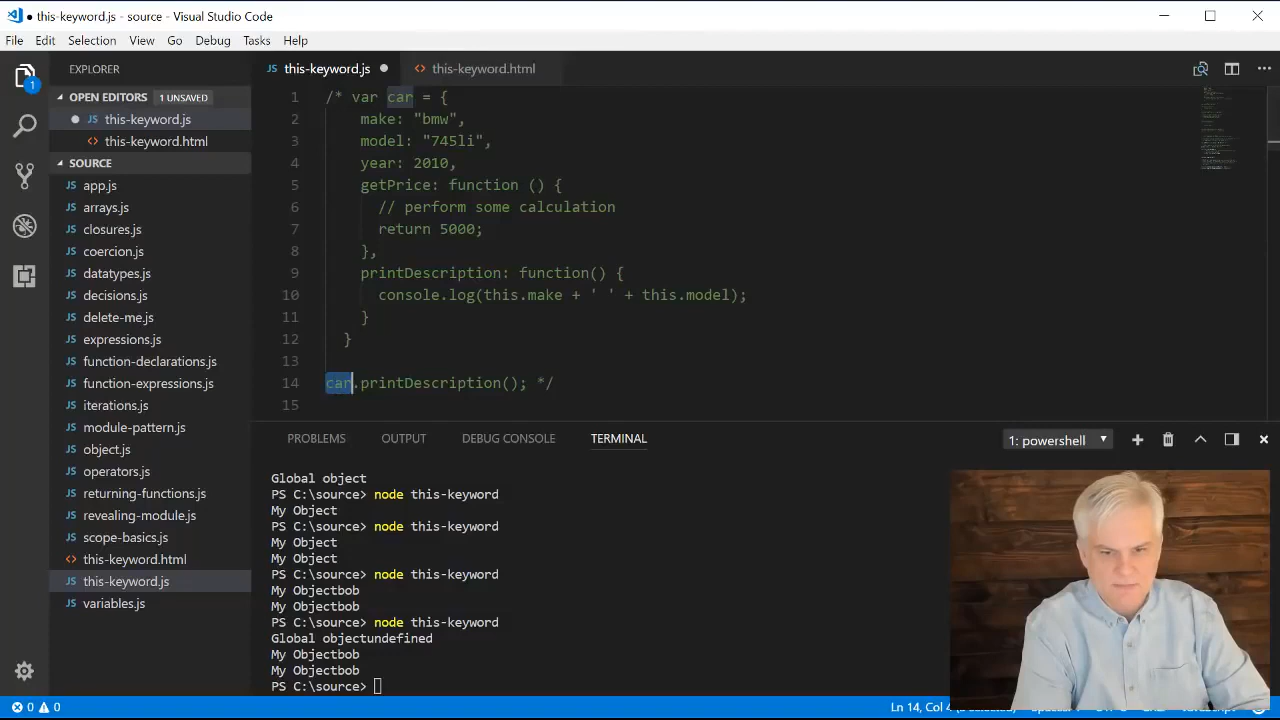 this-keyword.js - source - Visual Studio Code
File Edit Selection View Go Debug Tasks Help
EXPLORER
OPEN EDITORS 1 UNSAVED
JS this-keyword.js
<> this-keyword.html
SOURCE
JS app.js
JS arrays.js
JS closures.js
JS coercion.js
JS datatypes.js
JS decisions.js
JS delete-me.js
JS expressions.js
JS function-declarations.js
JS function-expressions.js
JS iterations.js
JS module-pattern.js
JS object.js
JS operators.js
JS returning-functions.js
JS revealing-module.js
JS scope-basics.js
<> this-keyword.html
JS this-keyword.js
JS variables.js
1
JS this-keyword.js <> this-keyword.html
1 /* var car = {
2 make: "bmw",
3 model: "745li",
4 year: 2010,
5 getPrice: function () {
6 // perform some calculation
7 return 5000;
8 },
9 printDescription: function() {
10 console.log(this.make + ' ' + this.model);
11 }
12 }
13
14 car.printDescription(); */
15
PROBLEMS OUTPUT DEBUG CONSOLE TERMINAL 1: powershell
Global object
PS C:\source> node this-keyword
My Object
PS C:\source> node this-keyword
My Object
My Object
PS C:\source> node this-keyword
My Objectbob
My Objectbob
PS C:\source> node this-keyword
Global objectundefined
My Objectbob
My Objectbob
PS C:\source>
0 0 Ln 14, Col 4